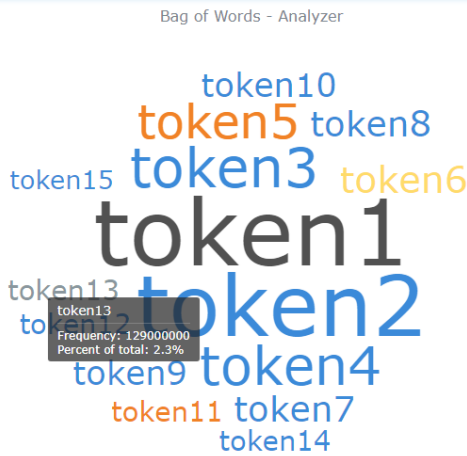 Bag of Words - Analyzer
token10
token5 token8
token3
token6
token15
token1
token13
token2
token12
token13
Frequency: 129000000
Percent of total: 2.3%
token9
token4
token11
token7
token14